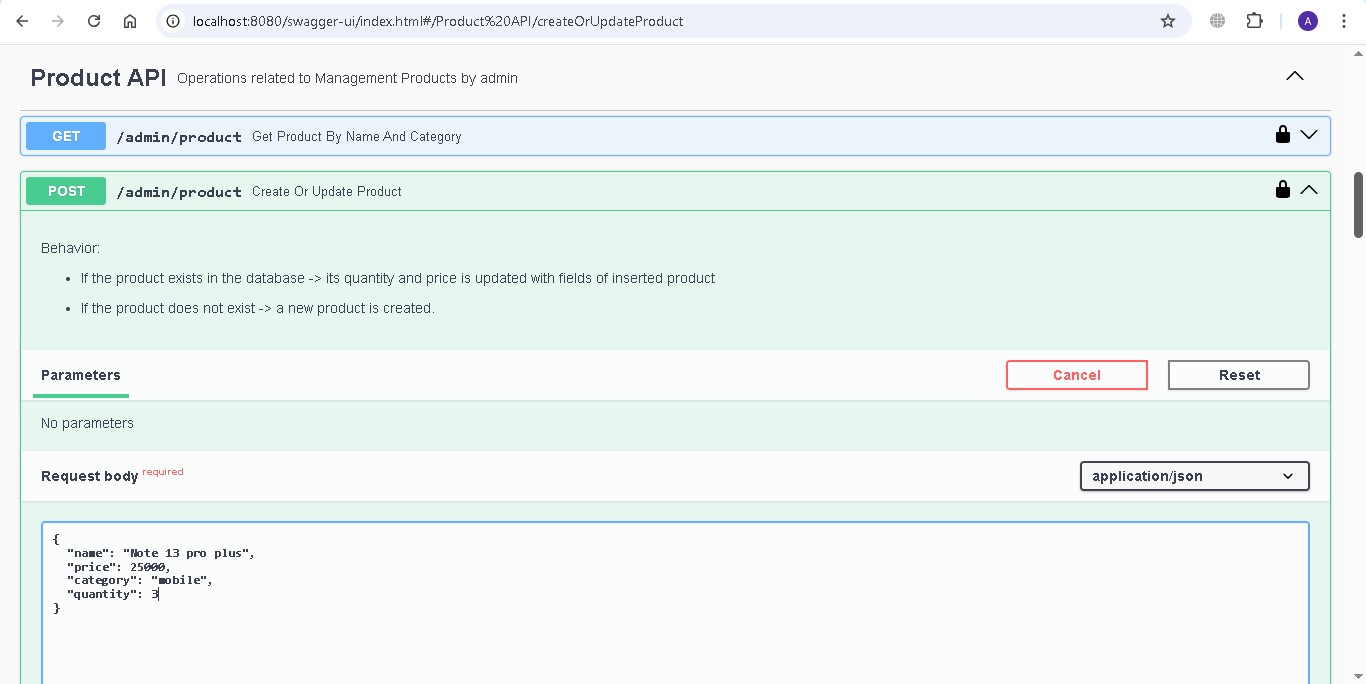 localhost:8080/swagger-ui/index.html#/Product%20API/createOrUpdateProduct
A
Product API Operations related to Management Products by admin
GET /admin/product Get Product By Name And Category
POST /admin/product Create Or Update Product
Behavior:
• If the product exists in the database -> its quantity and price is updated with fields of inserted product
• If the product does not exist -> a new product is created.
Parameters Cancel Reset
No parameters
Request body required application/json
{
"name": "Note 13 pro plus",
"price": 25000,
"category": "mobile",
"quantity": 3
}